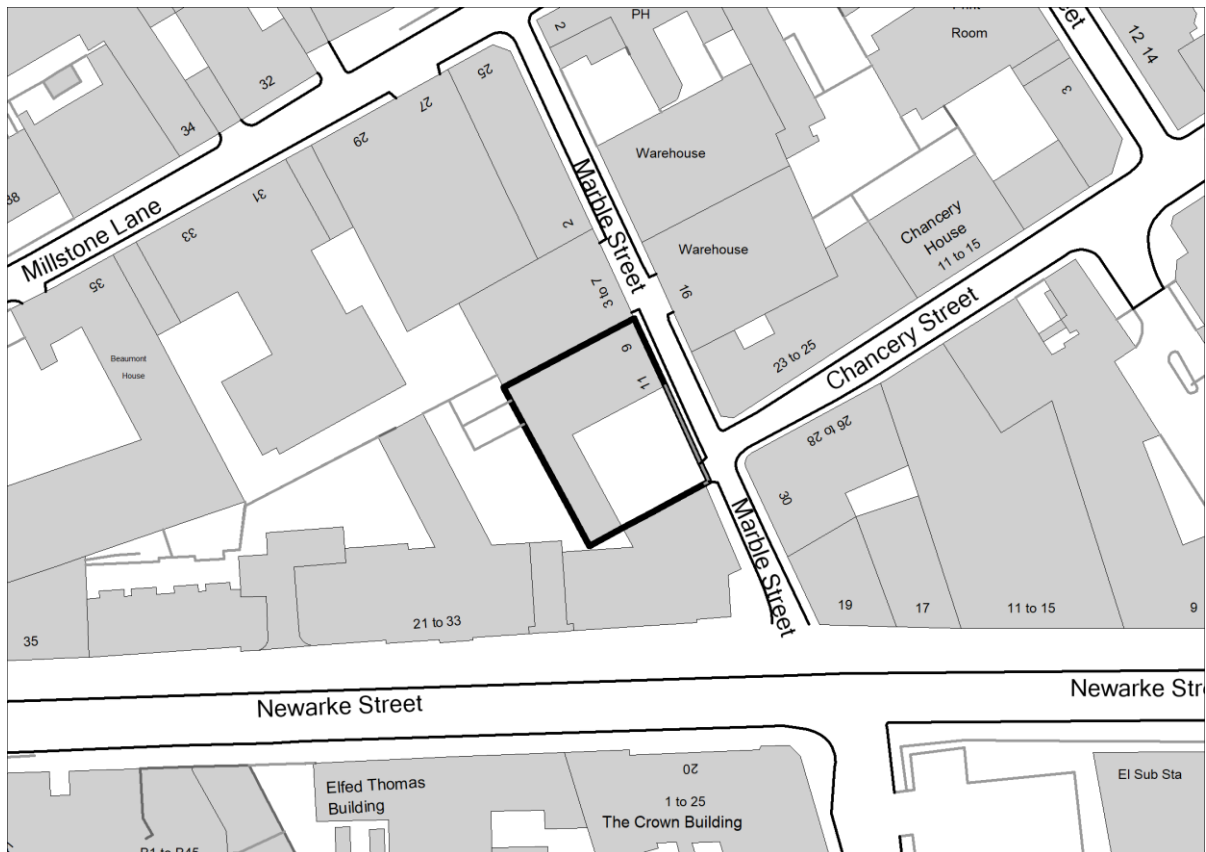 2
PH
Room
12 14
32
25
27
34
29
3
Warehouse
31
Marble Street
38
Millstone Lane
33
2
Chancery
House
11 to 15
Warehouse
35
3 to 7
16
Chancery Street
9
23 to 25
Beaumont
House
11
26 to 28
30
Marble Street
19
17
11 to 15
9
21 to 33
35
Newarke Street
Newarke Str
Elfed Thomas
Building
20
1 to 25
The Crown Building
El Sub Sta